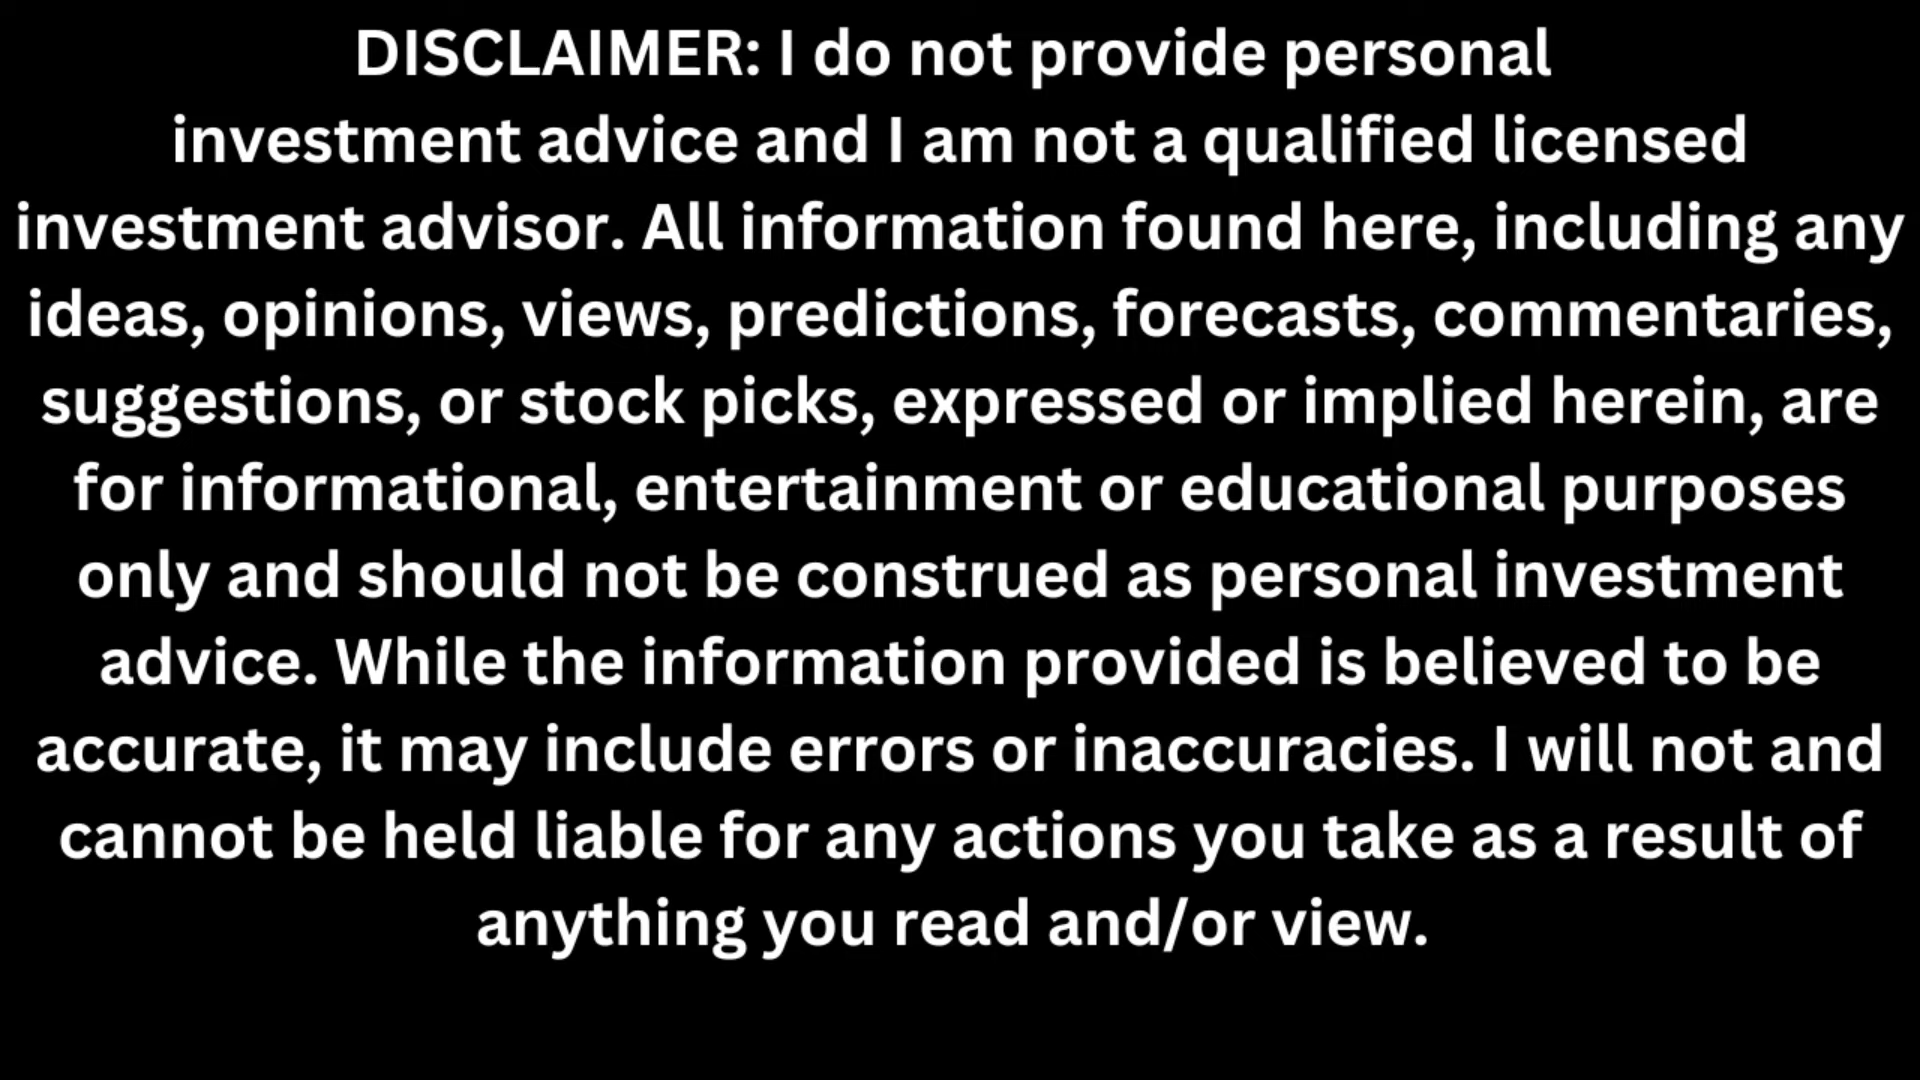 DISCLAIMER: I do not provide personal
investment advice and I am not a qualified licensed
investment advisor. All information found here, including any
ideas, opinions, views, predictions, forecasts, commentaries,
suggestions, or stock picks, expressed or implied herein, are
for informational, entertainment or educational purposes
only and should not be construed as personal investment
advice. While the information provided is believed to be
accurate, it may include errors or inaccuracies. I will not and
cannot be held liable for any actions you take as a result of
anything you read and/or view.